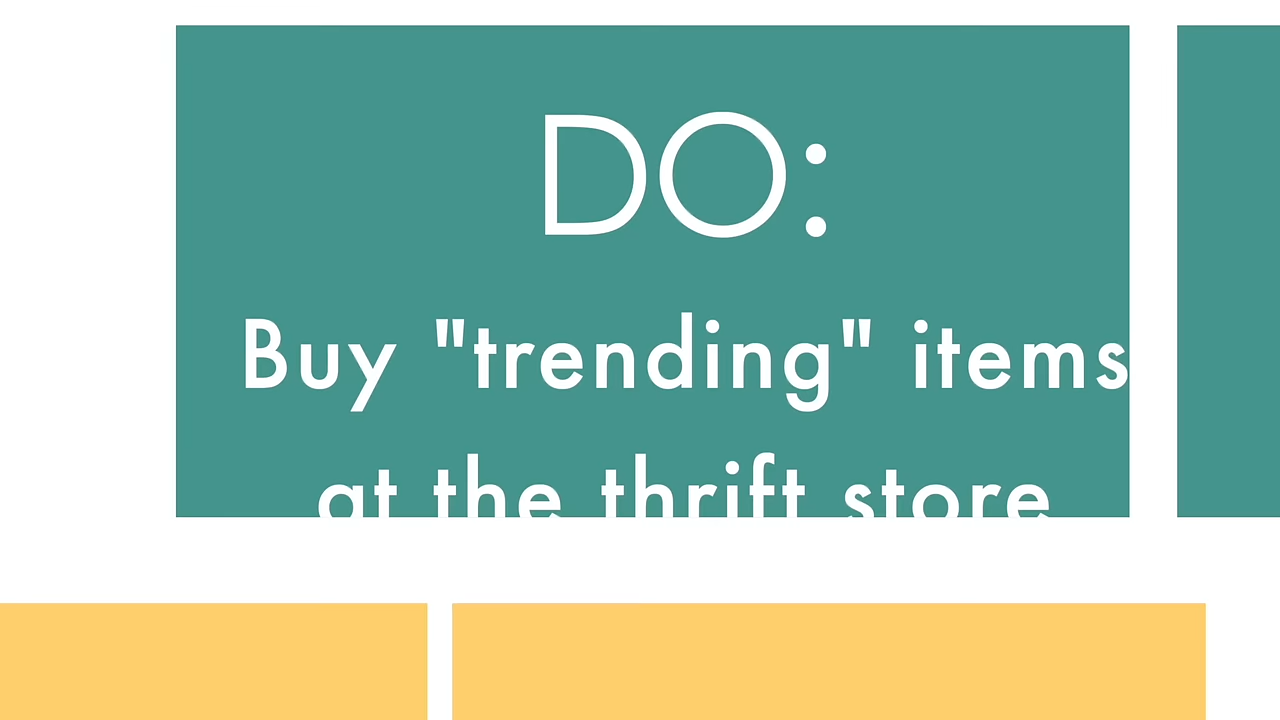 DO:
Buy "trending" items
at the thrift store